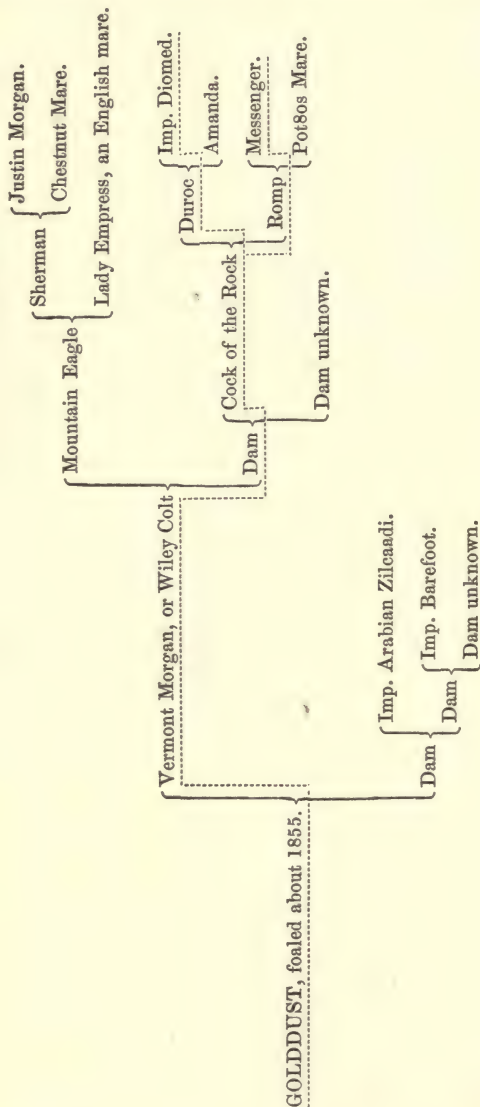 GOLDDUST, foaled about 1855.
Vermont Morgan, or Wiley Colt
Mountain Eagle
Sherman
Justin Morgan.
Chestnut Mare.
Lady Empress, an English mare.
Dam
Cock of the Rock
Duroc
Imp. Diomed.
Amanda.
Romp
Messenger.
Pot8os Mare.
Dam unknown.
Dam
Imp. Arabian Zilcaadi.
Dam
Imp. Barefoot.
Dam unknown.